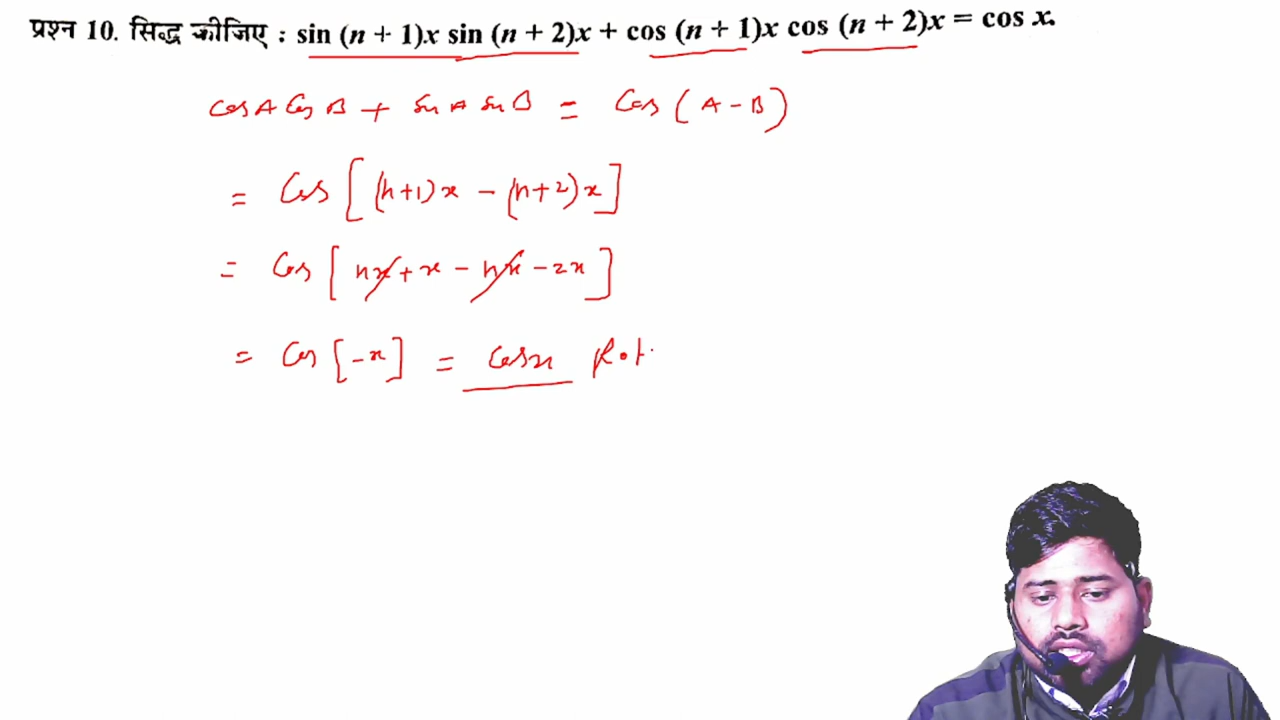 प्रश्न 10. सिद्ध कीजिए : sin (n + 1)x sin (n + 2)x + cos (n + 1)x cos (n + 2)x = cos x.
Cos A Cos B + Sin A Sin B = Cos (A - B)
= Cos [(n+1)x - (n+2)x]
= Cos [nx + x - nx - 2x]
= Cos [-x] = Cosx